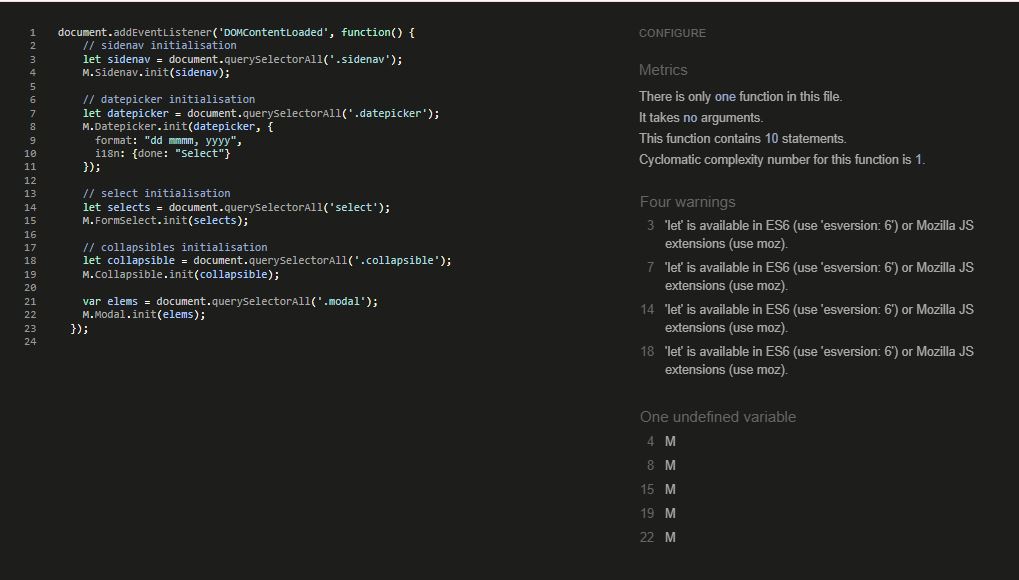 1 document.addEventListener('DOMContentLoaded', function() {
2 // sidenav initialisation
3 let sidenav = document.querySelectorAll('.sidenav');
4 M.Sidenav.init(sidenav);
5
6 // datepicker initialisation
7 let datepicker = document.querySelectorAll('.datepicker');
8 M.Datepicker.init(datepicker, {
9 format: "dd mmmm, yyyy",
10 i18n: {done: "Select"}
11 });
12
13 // select initialisation
14 let selects = document.querySelectorAll('select');
15 M.FormSelect.init(selects);
16
17 // collapsibles initialisation
18 let collapsible = document.querySelectorAll('.collapsible');
19 M.Collapsible.init(collapsible);
20
21 var elems = document.querySelectorAll('.modal');
22 M.Modal.init(elems);
23 });
24
CONFIGURE
Metrics
There is only one function in this file.
It takes no arguments.
This function contains 10 statements.
Cyclomatic complexity number for this function is 1.
Four warnings
3 'let' is available in ES6 (use 'esversion: 6') or Mozilla JS
extensions (use moz).
7 'let' is available in ES6 (use 'esversion: 6') or Mozilla JS
extensions (use moz).
14 'let' is available in ES6 (use 'esversion: 6') or Mozilla JS
extensions (use moz).
18 'let' is available in ES6 (use 'esversion: 6') or Mozilla JS
extensions (use moz).
One undefined variable
4 M
8 M
15 M
19 M
22 M